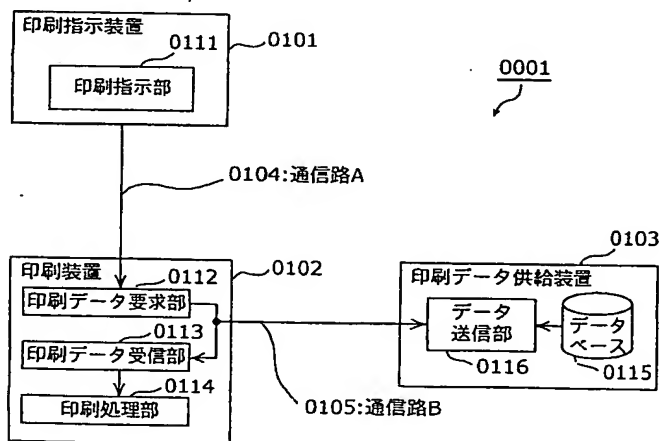 印刷指示装置
0111
0101
印刷指示部
0001
0104:通信路A
0103
印刷装置
0102
0112
印刷データ要求部
0113
印刷データ受信部
0114
印刷処理部
印刷データ供給装置
データ
送信部
データ
ベース
0116
0115
0105:通信路B